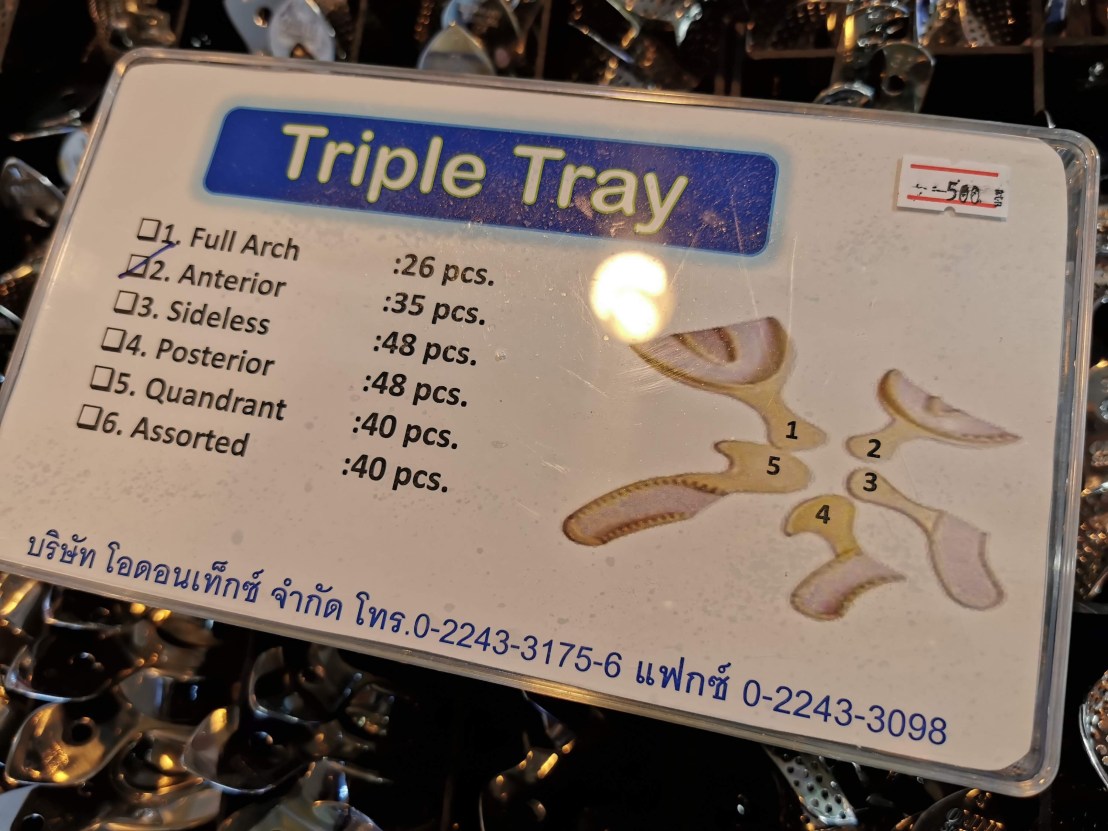 Triple Tray
500
❑1. Full Arch :26 pcs.
❑2. Anterior :35 pcs.
❑3. Sideless :48 pcs.
❑4. Posterior :48 pcs.
❑5. Quandrant :40 pcs.
❑6. Assorted :40 pcs.
1
2
5
3
4
บริษัท โอดอนเท็กซ์ จำกัด โทร.0-2243-3175-6 แฟกซ์ 0-2243-3098